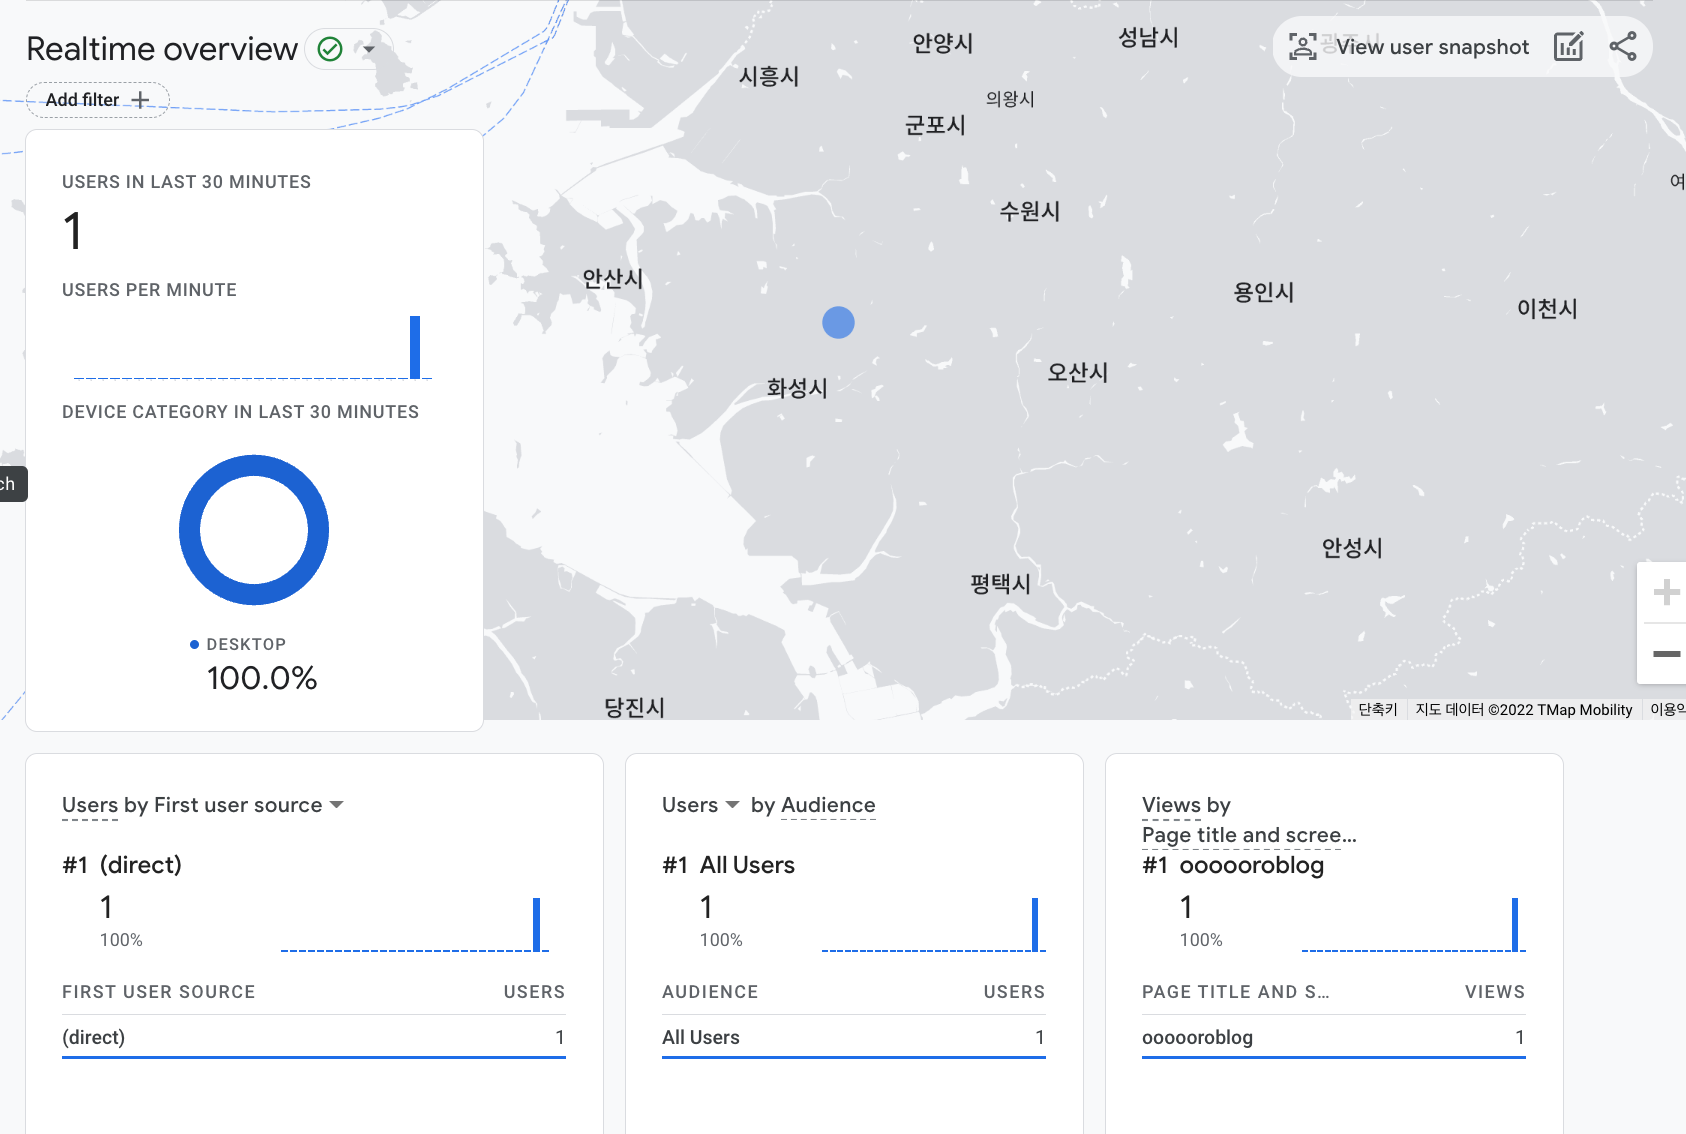 Realtime overview
View user snapshot
Add filter
안양시
성남시
시흥시
의왕시
군포시
수원시
안산시
용인시
이천시
오산시
화성시
안성시
평택시
당진시
USERS IN LAST 30 MINUTES
1
USERS PER MINUTE
DEVICE CATEGORY IN LAST 30 MINUTES
ch
DESKTOP
100.0%
단축키
지도 데이터 ©2022 TMap Mobility
이용약
Users by First user source
#1 (direct)
1
100%
FIRST USER SOURCE USERS
(direct) 1
Users by Audience
#1 All Users
1
100%
AUDIENCE USERS
All Users 1
Views by
Page title and scree...
#1 oooooroblog
1
100%
PAGE TITLE AND S... VIEWS
oooooroblog 1